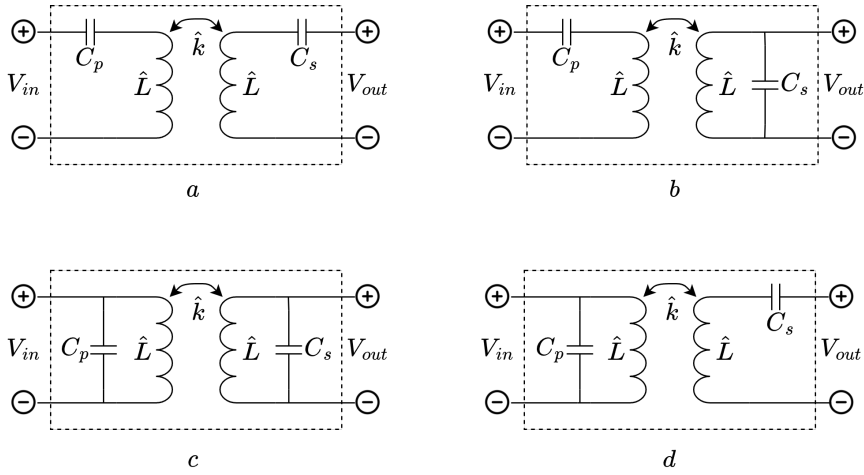 + C_p k̂ C_s +
V_in L̂ L̂ V_out
− −
a
+ C_p k̂ +
V_in L̂ L̂ C_s V_out
− −
b
+ k̂ +
V_in C_p L̂ L̂ C_s V_out
− −
c
+ k̂ C_s +
V_in C_p L̂ L̂ V_out
− −
d